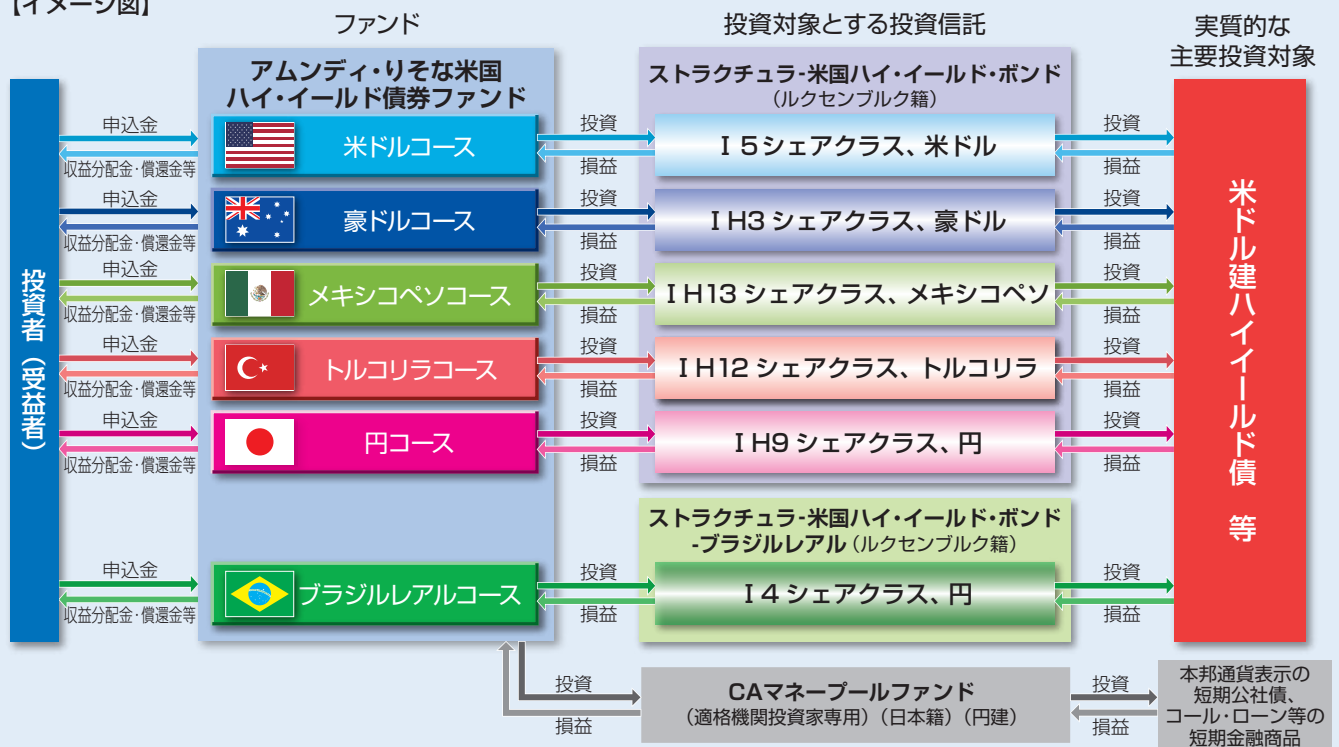 【イメージ図】
ファンド
投資対象とする投資信託
実質的な
主要投資対象
投資者（受益者）
アムンディ・りそな米国
ハイ・イールド債券ファンド
ストラクチュラ-米国ハイ・イールド・ボンド
（ルクセンブルク籍）
申込金
収益分配金・償還金等
米ドルコース
投資
損益
I 5シェアクラス、米ドル
投資
損益
申込金
収益分配金・償還金等
豪ドルコース
投資
損益
I H3 シェアクラス、豪ドル
投資
損益
申込金
収益分配金・償還金等
メキシコペソコース
投資
損益
I H13 シェアクラス、メキシコペソ
投資
損益
申込金
収益分配金・償還金等
トルコリラコース
投資
損益
I H12 シェアクラス、トルコリラ
投資
損益
申込金
収益分配金・償還金等
円コース
投資
損益
I H9 シェアクラス、円
投資
損益
ストラクチュラ-米国ハイ・イールド・ボンド
-ブラジルレアル（ルクセンブルク籍）
申込金
収益分配金・償還金等
ブラジルレアルコース
投資
損益
I 4 シェアクラス、円
投資
損益
米ドル建ハイイールド債 等
投資
損益
CAマネープールファンド
（適格機関投資家専用）（日本籍）（円建）
投資
損益
本邦通貨表示の
短期公社債、
コール・ローン等の
短期金融商品